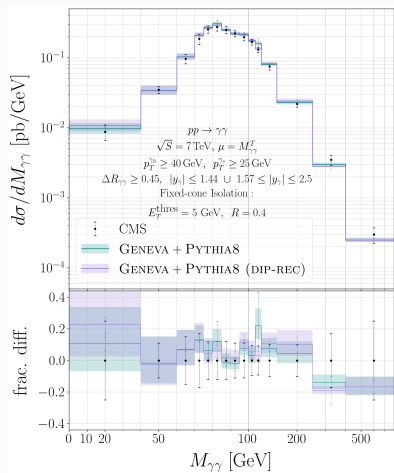 dσ/dM_γγ [pb/GeV]
10⁻¹
10⁻²
10⁻³
10⁻⁴
pp → γγ
√S = 7 TeV, μ = M^T_γγ
p_T^γh ≥ 40 GeV, p_T^γs ≥ 25 GeV
ΔR_γγ ≥ 0.45, |y_γ| ≤ 1.44 ∪ 1.57 ≤ |y_γ| ≤ 2.5
Fixed-cone Isolation :
E_T^thres = 5 GeV, R = 0.4
CMS
GENEVA + PYTHIA8
GENEVA + PYTHIA8 (DIP-REC)
frac. diff.
0.4
0.2
0.0
−0.2
−0.4
0 10 20 50 100 200 500
M_γγ [GeV]